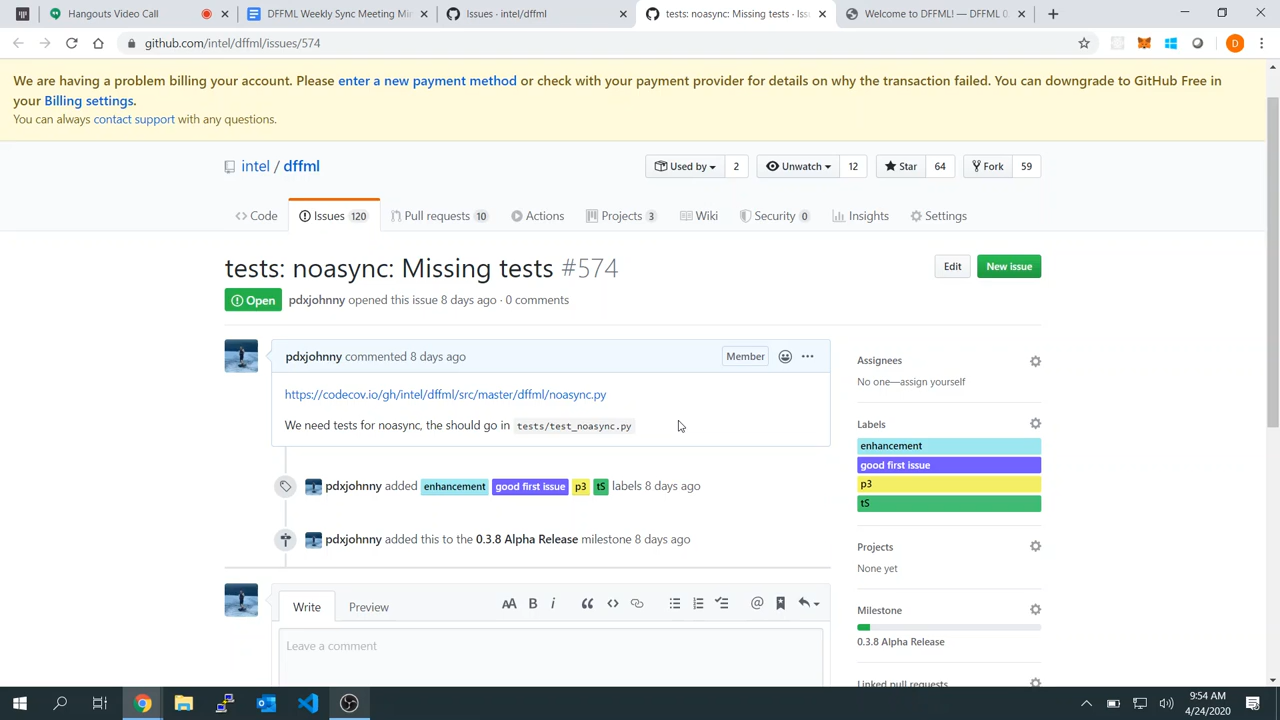 Hangouts Video Call
DFFML Weekly Sync Meeting Min
Issues · intel/dffml
tests: noasync: Missing tests · Iss
Welcome to DFFML! — DFFML 0.
github.com/intel/dffml/issues/574
D
We are having a problem billing your account. Please enter a new payment method or check with your payment provider for details on why the transaction failed. You can downgrade to GitHub Free in
your Billing settings.
You can always contact support with any questions.
intel / dffml
Used by 2
Unwatch 12
Star 64
Fork 59
Code
Issues 120
Pull requests 10
Actions
Projects 3
Wiki
Security 0
Insights
Settings
tests: noasync: Missing tests #574
Edit
New issue
Open
pdxjohnny opened this issue 8 days ago · 0 comments
pdxjohnny commented 8 days ago
Member
https://codecov.io/gh/intel/dffml/src/master/dffml/noasync.py
We need tests for noasync, the should go in tests/test_noasync.py
pdxjohnny added enhancement good first issue p3 tS labels 8 days ago
pdxjohnny added this to the 0.3.8 Alpha Release milestone 8 days ago
Write
Preview
AA B i
@
Leave a comment
Assignees
No one—assign yourself
Labels
enhancement
good first issue
p3
tS
Projects
None yet
Milestone
0.3.8 Alpha Release
Linked pull requests
9:54 AM
4/24/2020